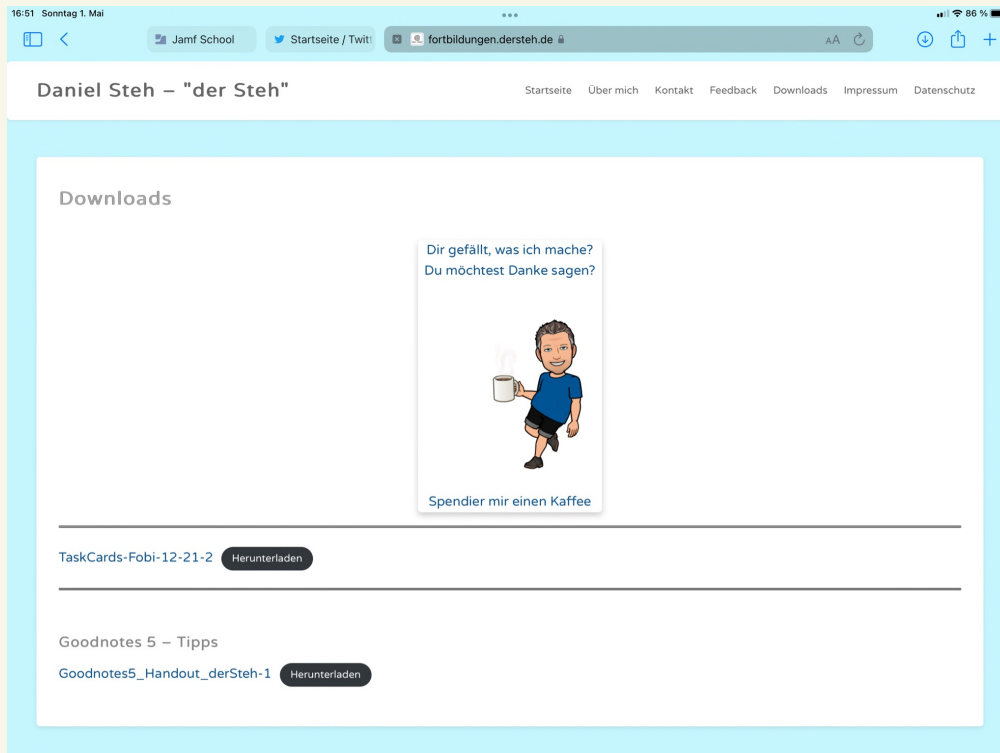 16:51 Sonntag 1. Mai
86 %
Jamf School
Startseite / Twitt
fortbildungen.dersteh.de
AA
Daniel Steh – "der Steh"
Startseite Über mich Kontakt Feedback Downloads Impressum Datenschutz
Downloads
Dir gefällt, was ich mache?
Du möchtest Danke sagen?
Spendier mir einen Kaffee
TaskCards-Fobi-12-21-2 Herunterladen
Goodnotes 5 – Tipps
Goodnotes5_Handout_derSteh-1 Herunterladen